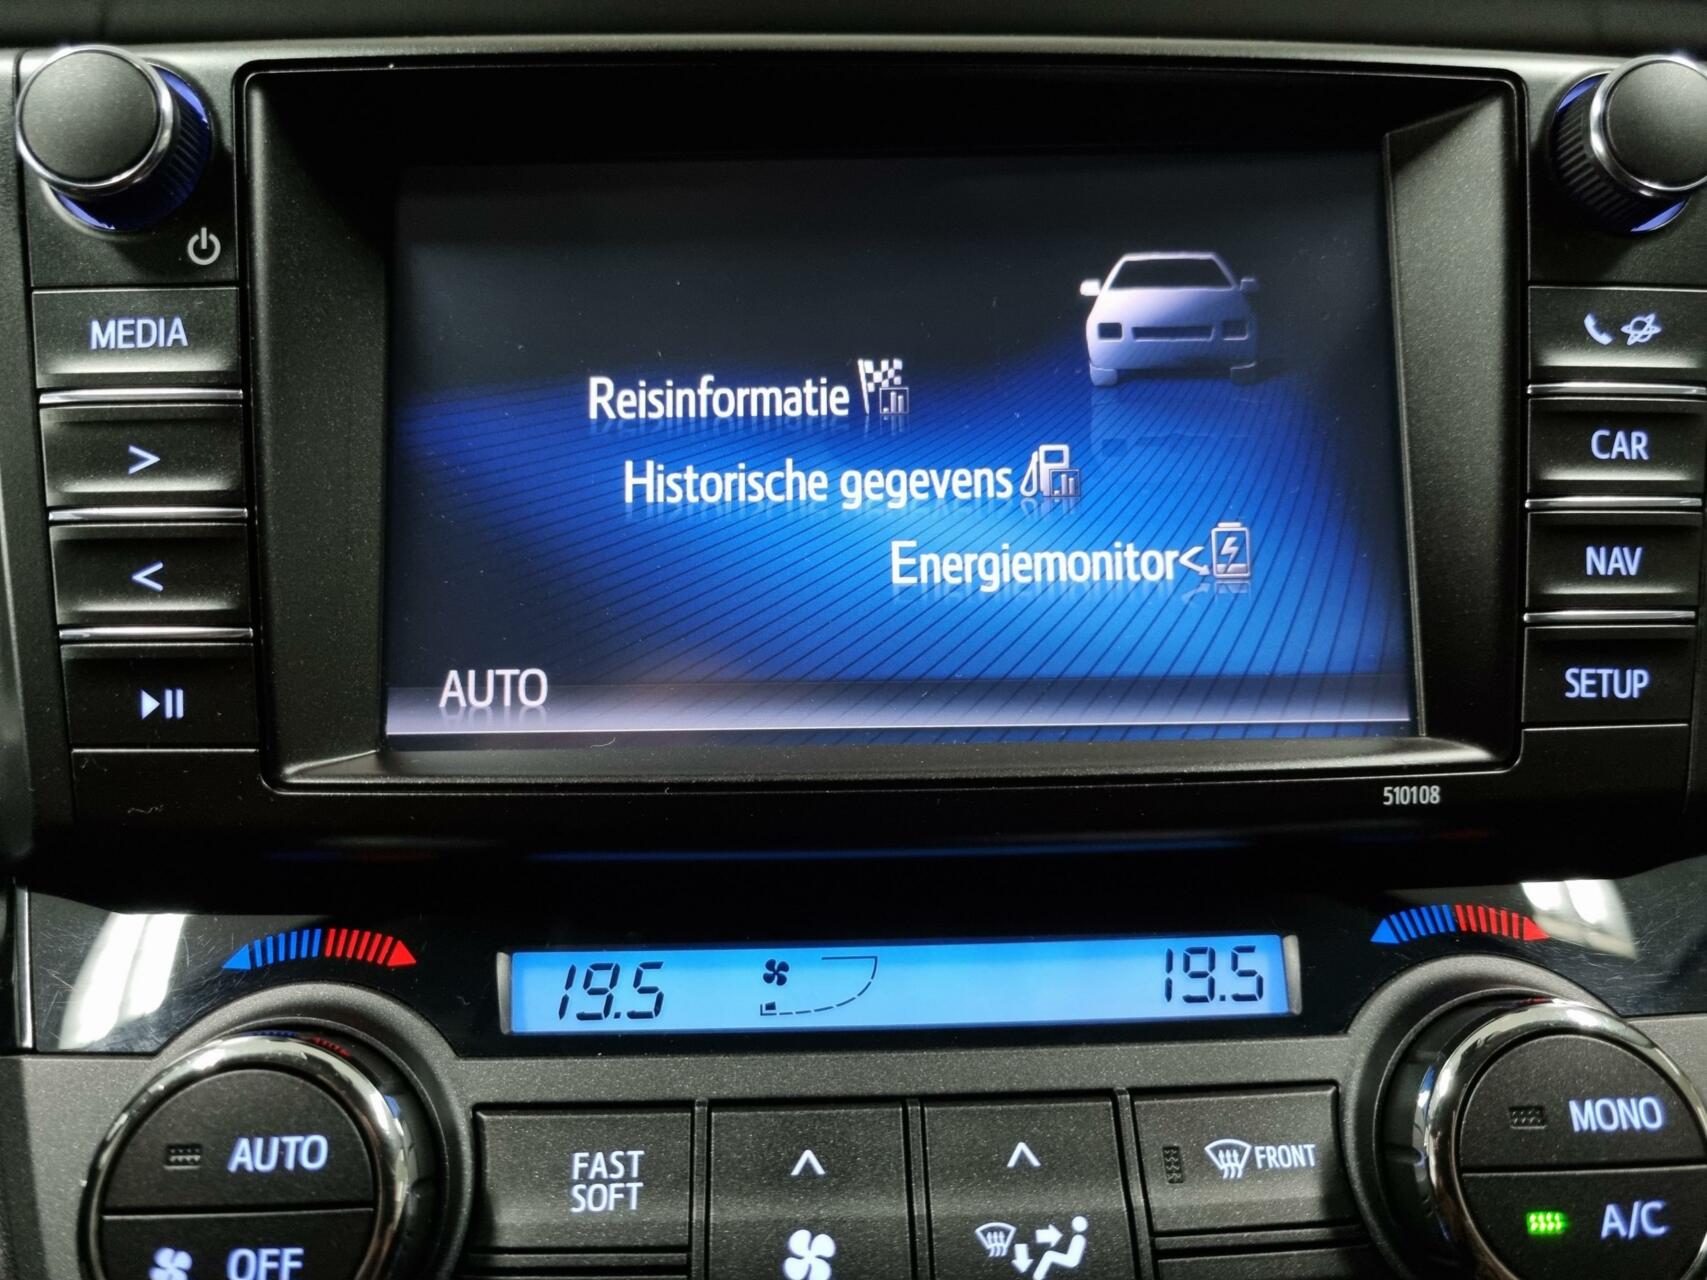 MEDIA
>
<
Reisinformatie
Historische gegevens
Energiemonitor
AUTO
CAR
NAV
SETUP
510108
19.5
19.5
AUTO
OFF
FAST
SOFT
FRONT
MONO
A/C